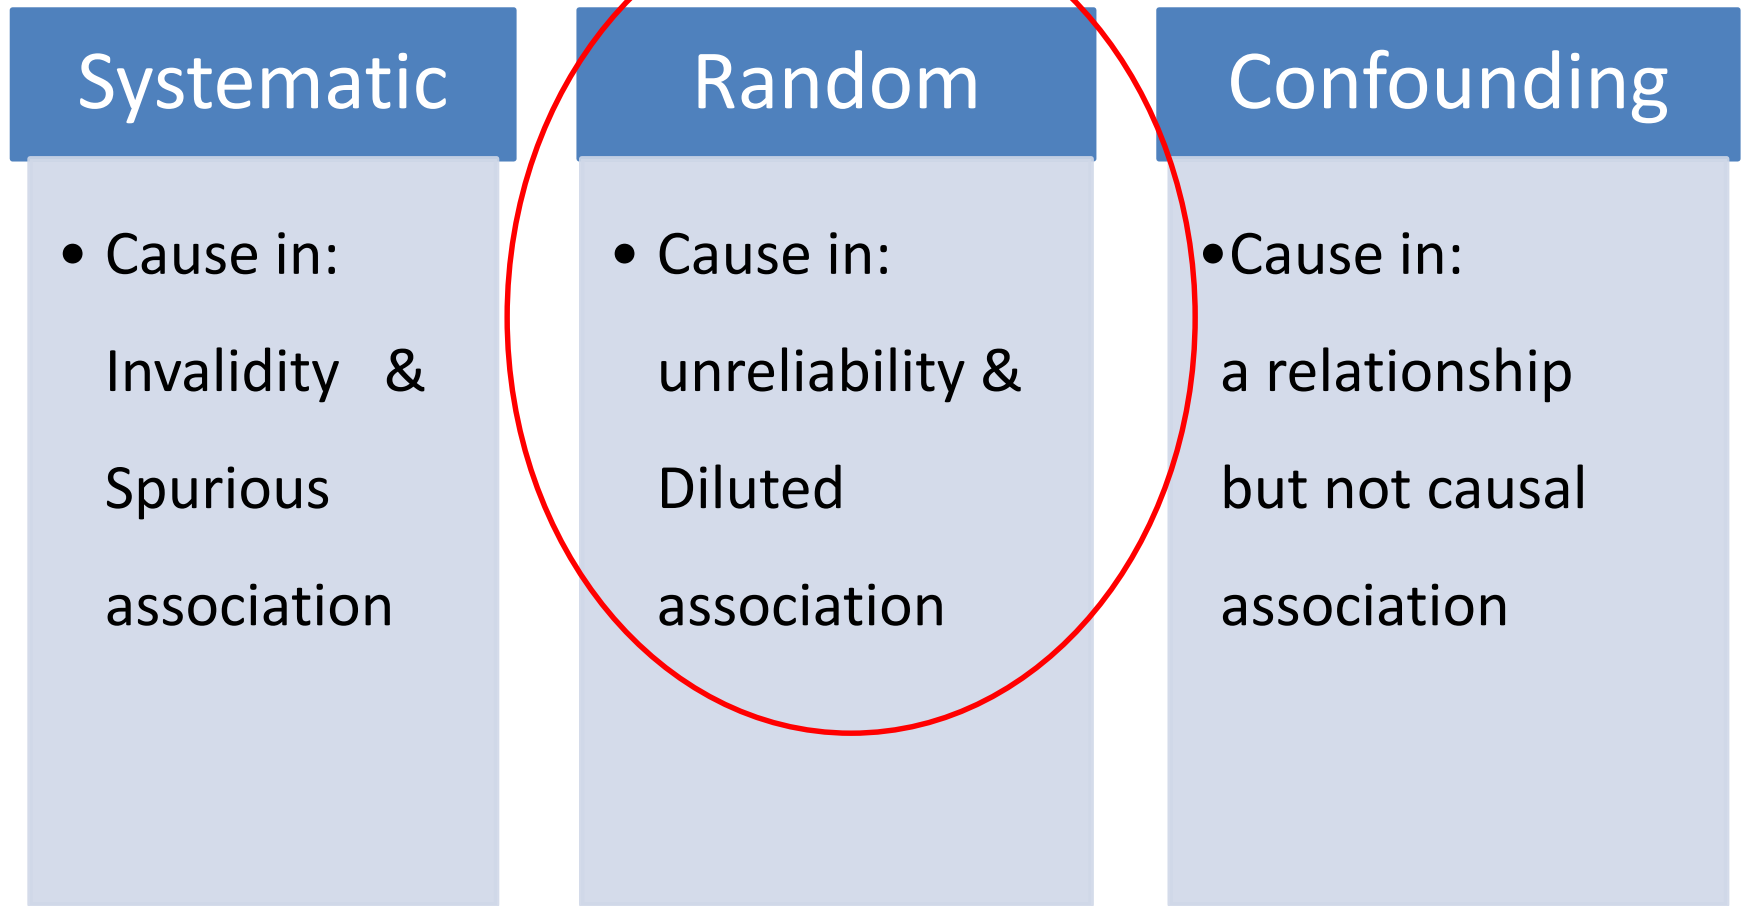 Systematic
• Cause in:
Invalidity &
Spurious
association
Random
• Cause in:
unreliability &
Diluted
association
Confounding
•Cause in:
a relationship
but not causal
association